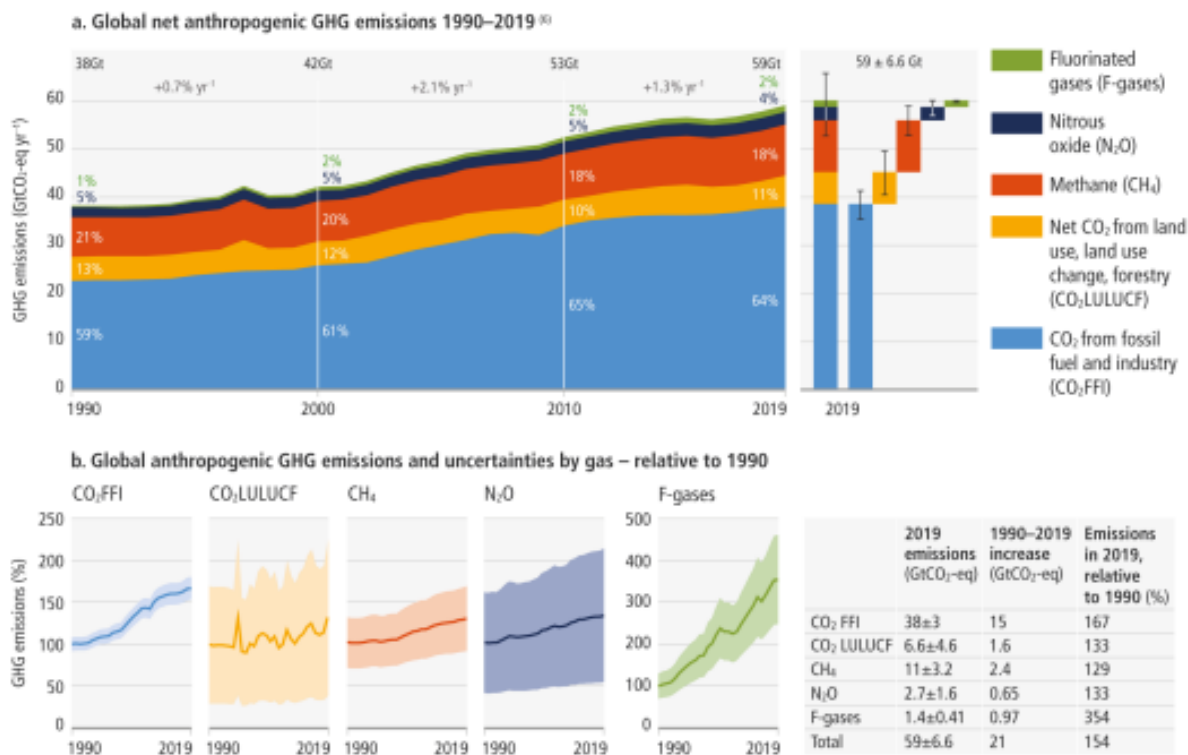 a. Global net anthropogenic GHG emissions 1990–2019 ⁽⁶⁾
38Gt
42Gt
53Gt
59Gt
+0.7% yr⁻¹
+2.1% yr⁻¹
+1.3% yr⁻¹
59 ± 6.6 Gt
GHG emissions (GtCO₂-eq yr⁻¹)
60
50
40
30
20
10
0
1%
5%
21%
13%
59%
2%
5%
20%
12%
61%
2%
5%
18%
10%
65%
2%
4%
18%
11%
64%
1990
2000
2010
2019
2019
Fluorinated
gases (F-gases)
Nitrous
oxide (N₂O)
Methane (CH₄)
Net CO₂ from land
use, land use
change, forestry
(CO₂LULUCF)
CO₂ from fossil
fuel and industry
(CO₂FFI)
b. Global anthropogenic GHG emissions and uncertainties by gas – relative to 1990
CO₂FFI
CO₂LULUCF
CH₄
N₂O
F-gases
GHG emissions (%)
250
200
150
100
50
0
500
400
300
200
100
0
1990 2019
1990 2019
1990 2019
1990 2019
1990 2019
2019 emissions (GtCO₂-eq) 1990–2019 increase (GtCO₂-eq) Emissions in 2019, relative to 1990 (%)
CO₂ FFI 38±3 15 167
CO₂ LULUCF 6.6±4.6 1.6 133
CH₄ 11±3.2 2.4 129
N₂O 2.7±1.6 0.65 133
F-gases 1.4±0.41 0.97 354
Total 59±6.6 21 154